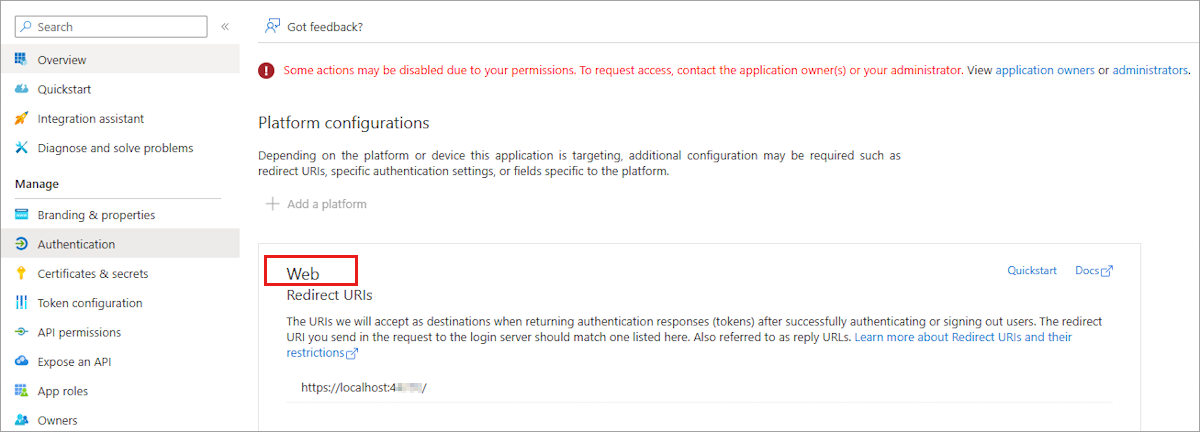 Search
«
Overview
Quickstart
Integration assistant
Diagnose and solve problems
Manage
Branding & properties
Authentication
Certificates & secrets
Token configuration
API permissions
Expose an API
App roles
Owners
Got feedback?
Some actions may be disabled due to your permissions. To request access, contact the application owner(s) or your administrator. View application owners or administrators.
Platform configurations
Depending on the platform or device this application is targeting, additional configuration may be required such as
redirect URIs, specific authentication settings, or fields specific to the platform.
Add a platform
Web
Quickstart
Docs
Redirect URIs
The URIs we will accept as destinations when returning authentication responses (tokens) after successfully authenticating or signing out users. The redirect
URI you send in the request to the login server should match one listed here. Also referred to as reply URLs. Learn more about Redirect URIs and their
restrictions
https://localhost:4